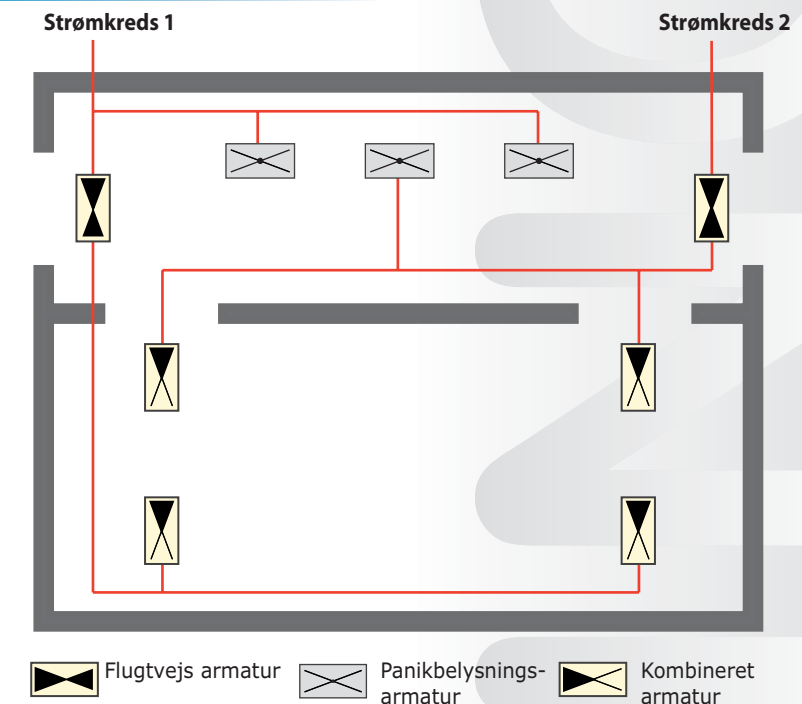 Strømkreds 1
Strømkreds 2
Flugtvejs armatur
Panikbelysnings-
armatur
Kombineret
armatur